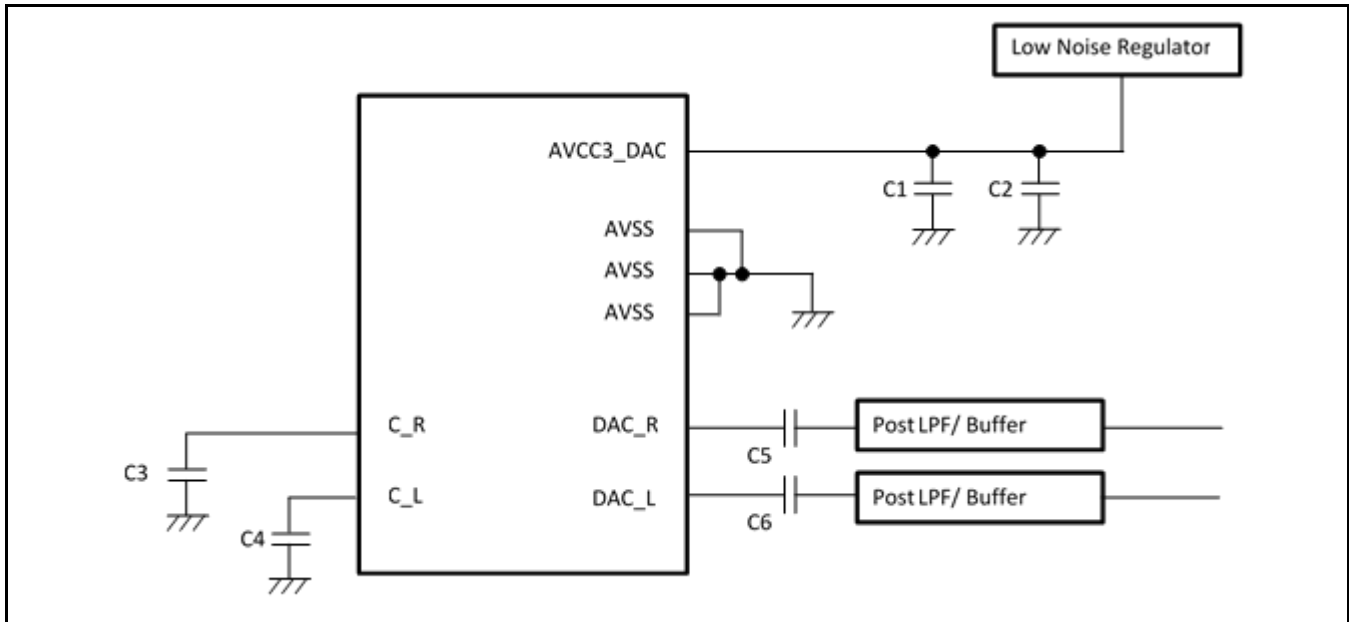 Low Noise Regulator
AVCC3_DAC
C1
C2
AVSS
AVSS
AVSS
C_R
DAC_R
Post LPF/ Buffer
C5
C3
C_L
DAC_L
Post LPF/ Buffer
C6
C4